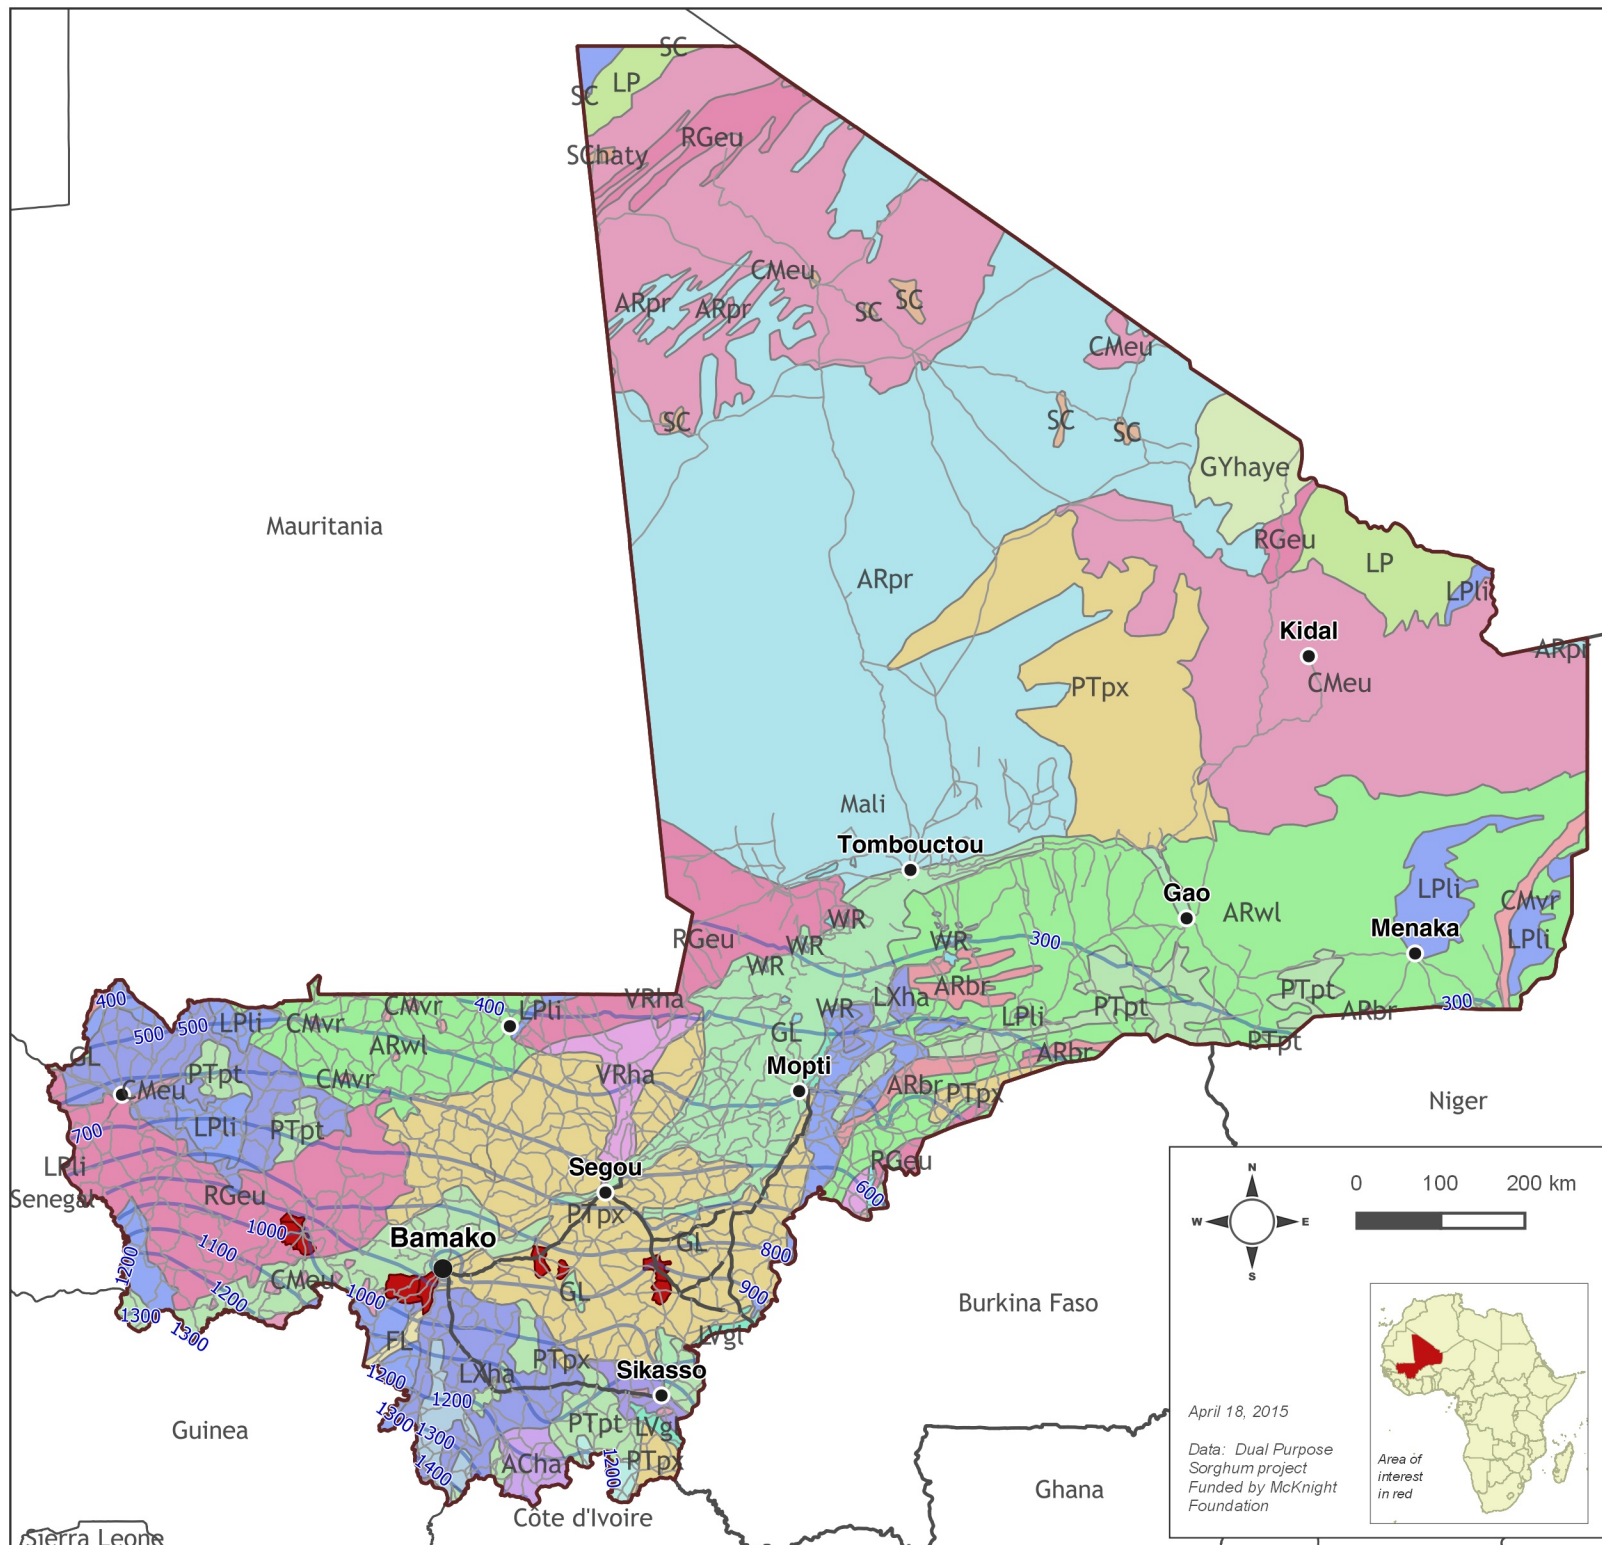 SC
LP
SC
RGeu
SChaty
CMeu
ARpr
ARpr
SC
SC
CMeu
SC
SC
SC
GYhaye
Mauritania
RGeu
LP
ARpr
LPli
Kidal
ARpr
CMeu
PTpx
Mali
Tombouctou
Gao
LPli
CMvr
ARwl
WR
Menaka
RGeu
WR
WR
300
LPli
WR
ARbr
LXha
PTpt
PTpt
400
CMvr
400
LPli
VRha
WR
LPli
ARbr
300
500
500
LPli
CMvr
GL
ARwl
PTpt
ARbr
Mopti
PTpt
CMvr
VRha
CMeu
ARbr
PTpx
Niger
700
LPli
PTpt
LPli
Segou
RGeu
N
Senegal
RGeu
600
0 100 200 km
PTpx
W E
1000
Bamako
GL
800
1100
S
1200
CMeu
1200
1000
GL
900
Burkina Faso
1300
1300
FL
LVgl
PTpx
1200
LXha
Sikasso
1200
1300
1300
PTpt
LVg
Guinea
1400
ACha
1200
PTpx
April 18, 2015
Data: Dual Purpose
Sorghum project
Funded by McKnight
Foundation
Area of
interest
in red
Ghana
Côte d'Ivoire
Sierra Leone